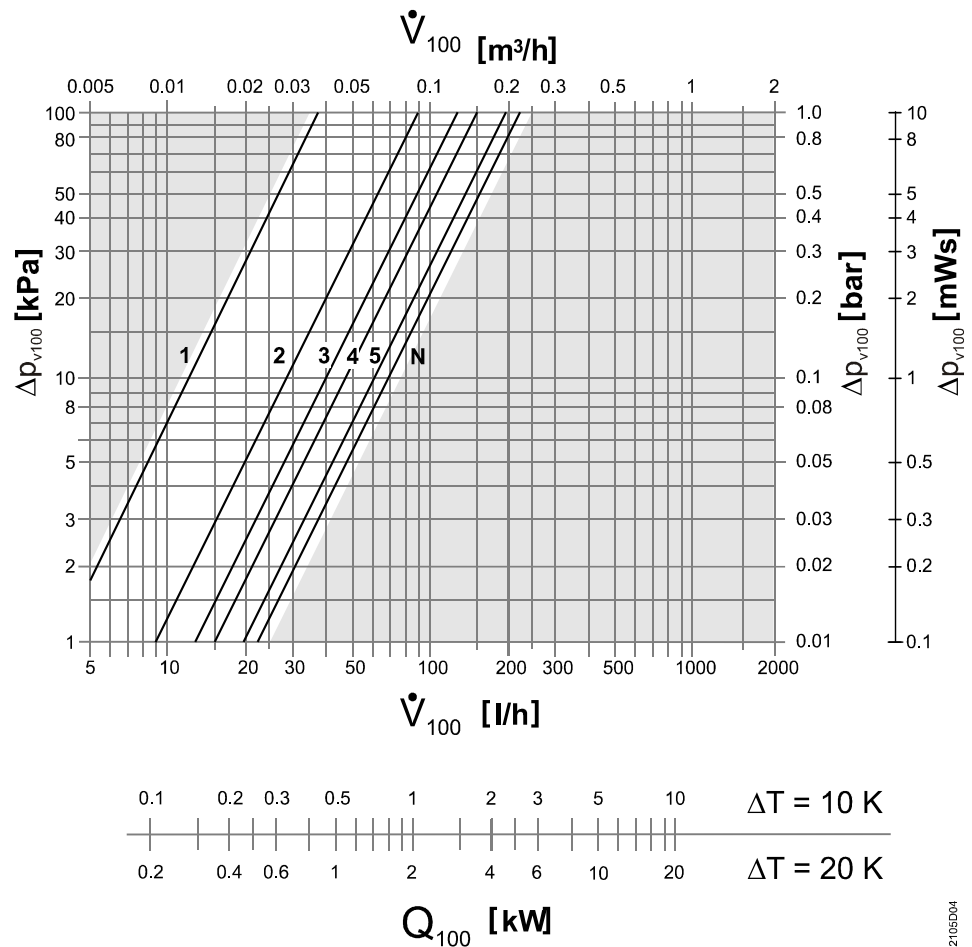 V̇100 [m³/h]
0.005 0.01 0.02 0.03 0.05 0.1 0.2 0.3 0.5 1 2
100 1.0 10
80 0.8 8
50 0.5 5
40 0.4 4
30 0.3 3
20 0.2 2
1 2 3 4 5 N
10 0.1 1
8 0.08
5 0.05 0.5
3 0.03 0.3
2 0.02 0.2
1 0.01 0.1
Δpv100 [kPa]
Δpv100 [bar]
Δpv100 [mWs]
5 10 20 30 50 100 200 300 500 1000 2000
V̇100 [l/h]
0.1 0.2 0.3 0.5 1 2 3 5 10 ΔT = 10 K
0.2 0.4 0.6 1 2 4 6 10 20 ΔT = 20 K
Q100 [kW]
2105D04